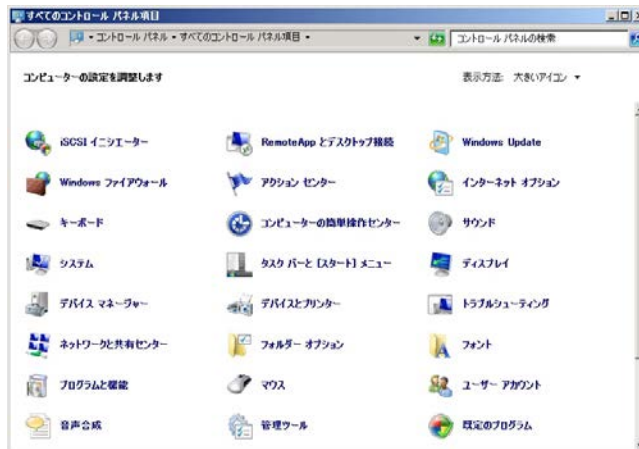 すべてのコントロール パネル項目
コントロール パネル すべてのコントロール パネル項目
コントロール パネルの検索
コンピューターの設定を調整します
表示方法: 大きいアイコン
iSCSI イニシエーター
RemoteApp とデスクトップ接続
Windows Update
Windows ファイアウォール
アクション センター
インターネット オプション
キーボード
コンピューターの簡単操作センター
サウンド
システム
タスク バーと [スタート] メニュー
ディスプレイ
デバイス マネージャー
デバイスとプリンター
トラブルシューティング
ネットワークと共有センター
フォルダー オプション
フォント
プログラムと機能
マウス
ユーザー アカウント
音声合成
管理ツール
既定のプログラム